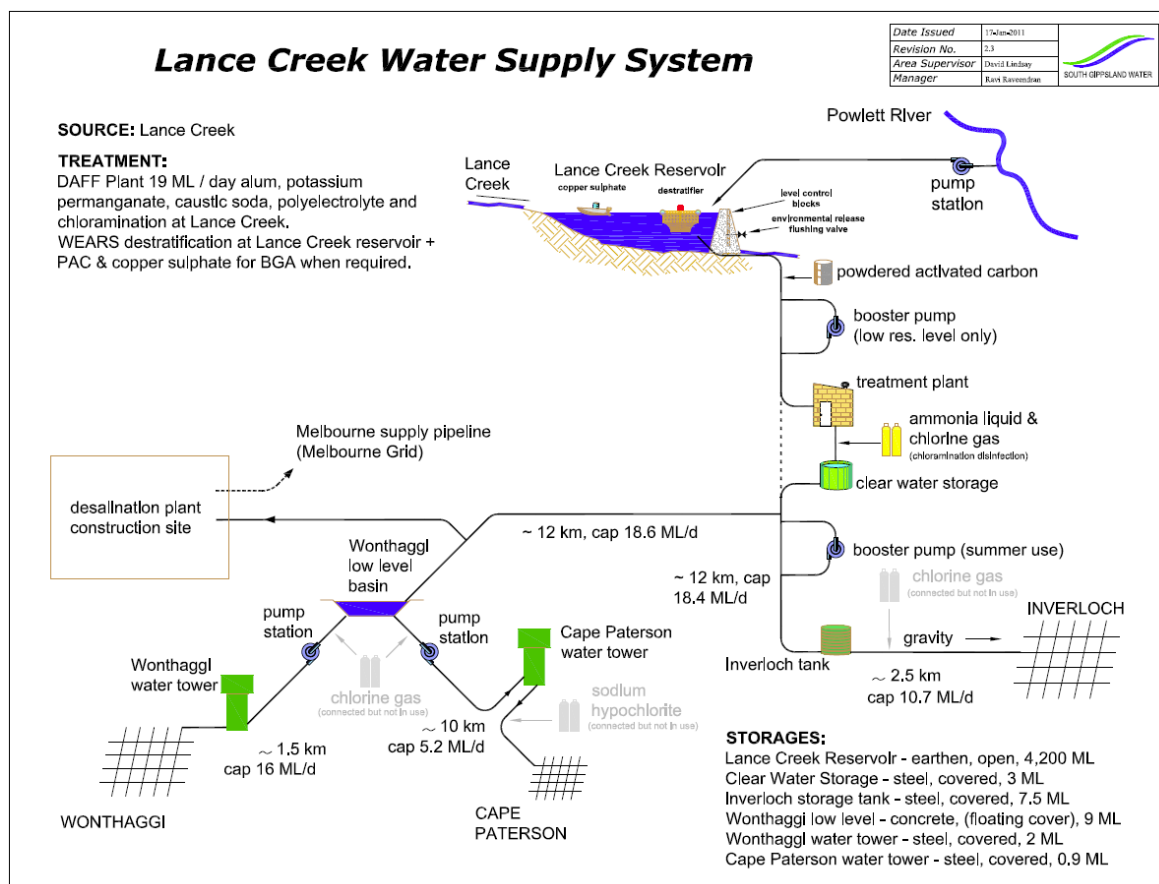 Lance Creek Water Supply System
Date Issued 17-Jan-2011
Revision No. 2.3
Area Supervisor David Lindsay
Manager Ravi Raveendran
SOUTH GIPPSLAND WATER
SOURCE: Lance Creek
TREATMENT:
DAFF Plant 19 ML / day alum, potassium
permanganate, caustic soda, polyelectrolyte and
chloramination at Lance Creek.
WEARS destratification at Lance Creek reservoir +
PAC & copper sulphate for BGA when required.
Powlett River
Lance
Creek
Lance Creek Reservoir
copper sulphate
destratifier
level control
blocks
environmental release
flushing valve
pump
station
powdered activated carbon
booster pump
(low res. level only)
treatment plant
ammonia liquid &
chlorine gas
(chloramination disinfection)
clear water storage
Melbourne supply pipeline
(Melbourne Grid)
desalination plant
construction site
~ 12 km, cap 18.6 ML/d
Wonthaggi
low level
basin
booster pump (summer use)
~ 12 km, cap
18.4 ML/d
chlorine gas
(connected but not in use)
INVERLOCH
gravity
Inverloch tank
~ 2.5 km
cap 10.7 ML/d
pump
station
pump
station
Cape Paterson
water tower
Wonthaggi
water tower
chlorine gas
(connected but not in use)
sodium
hypochlorite
(connected but not in use)
~ 1.5 km
cap 16 ML/d
~ 10 km
cap 5.2 ML/d
WONTHAGGI
CAPE
PATERSON
STORAGES:
Lance Creek Reservoir - earthen, open, 4,200 ML
Clear Water Storage - steel, covered, 3 ML
Inverloch storage tank - steel, covered, 7.5 ML
Wonthaggi low level - concrete, (floating cover), 9 ML
Wonthaggi water tower - steel, covered, 2 ML
Cape Paterson water tower - steel, covered, 0.9 ML